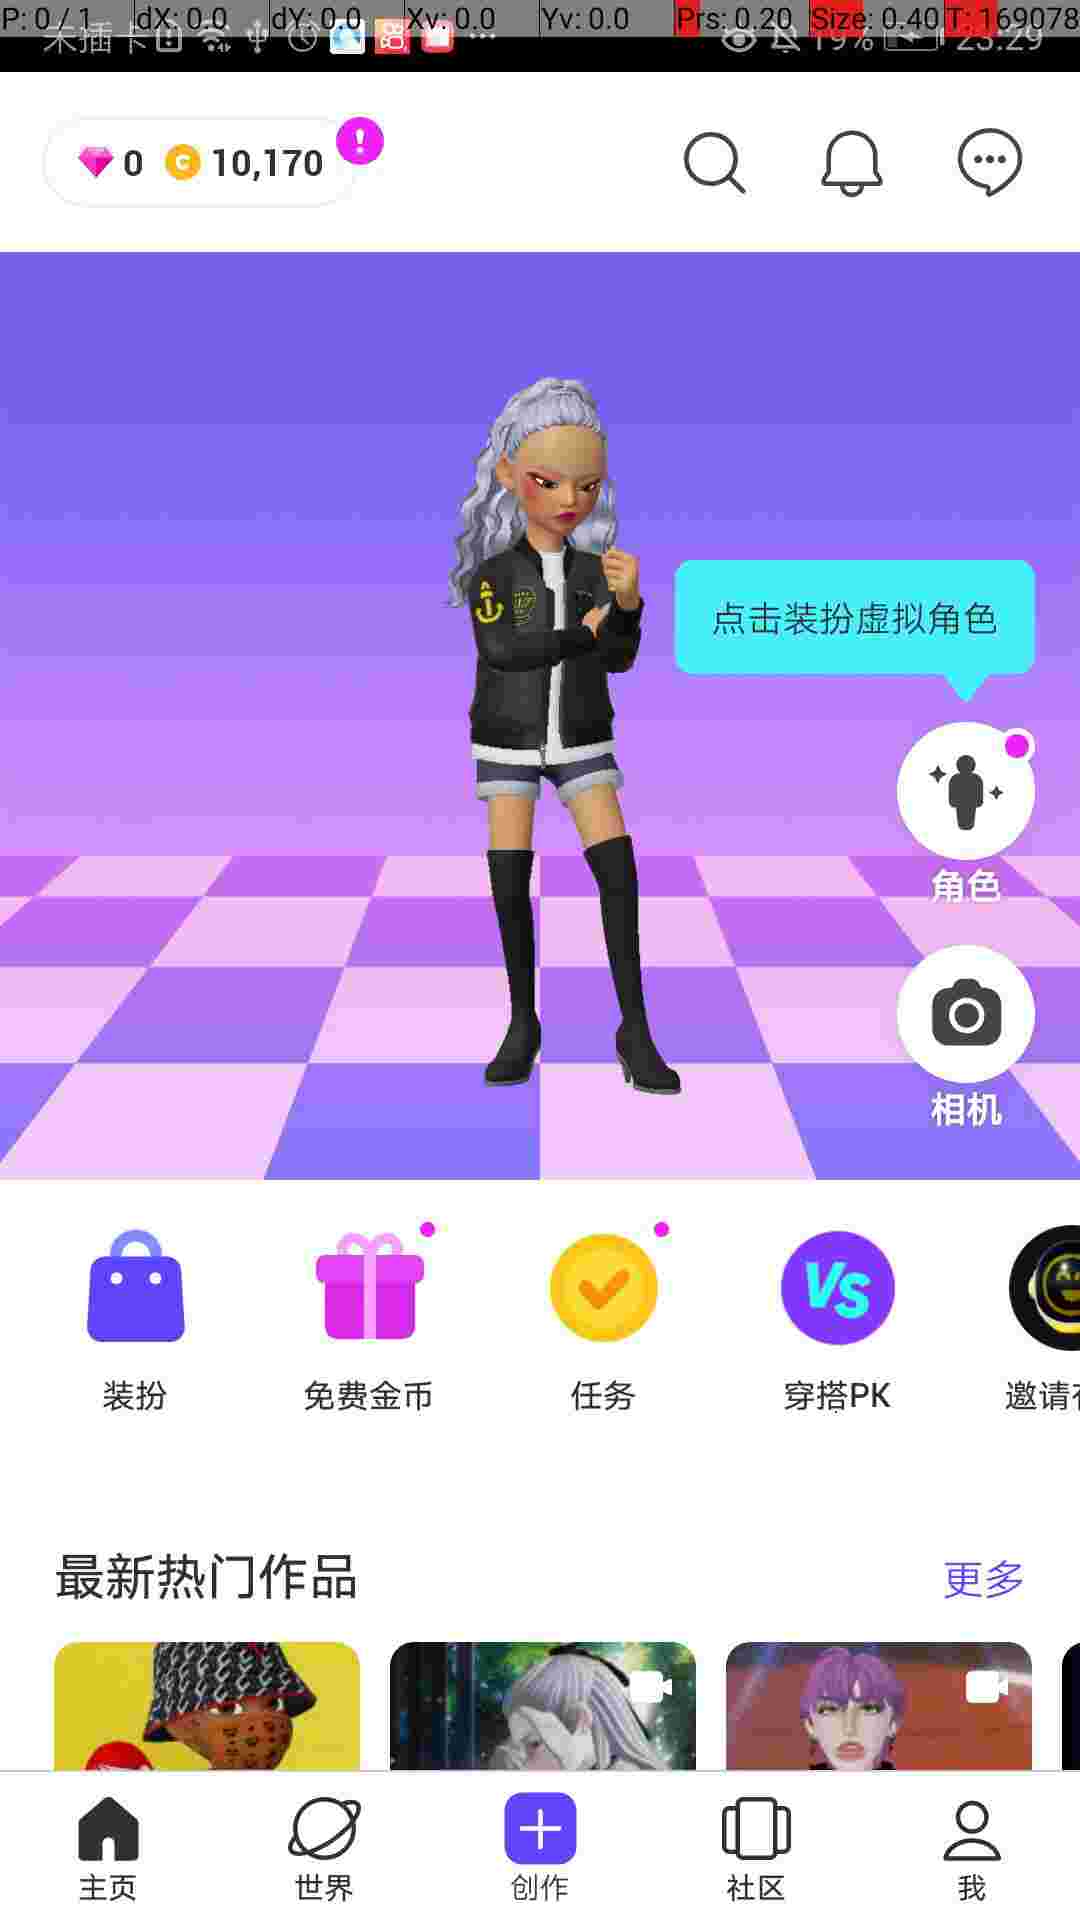 P: 0 / 1 dX: 0.0 dY: 0.0 Xv: 0.0 Yv: 0.0 Prs: 0.20 Size: 0.40 T: 169078
未插卡 19% 23:29
0 10,170
点击装扮虚拟角色
角色
相机
VS
装扮 免费金币 任务 穿搭PK 邀请
最新热门作品 更多
主页 世界 创作 社区 我